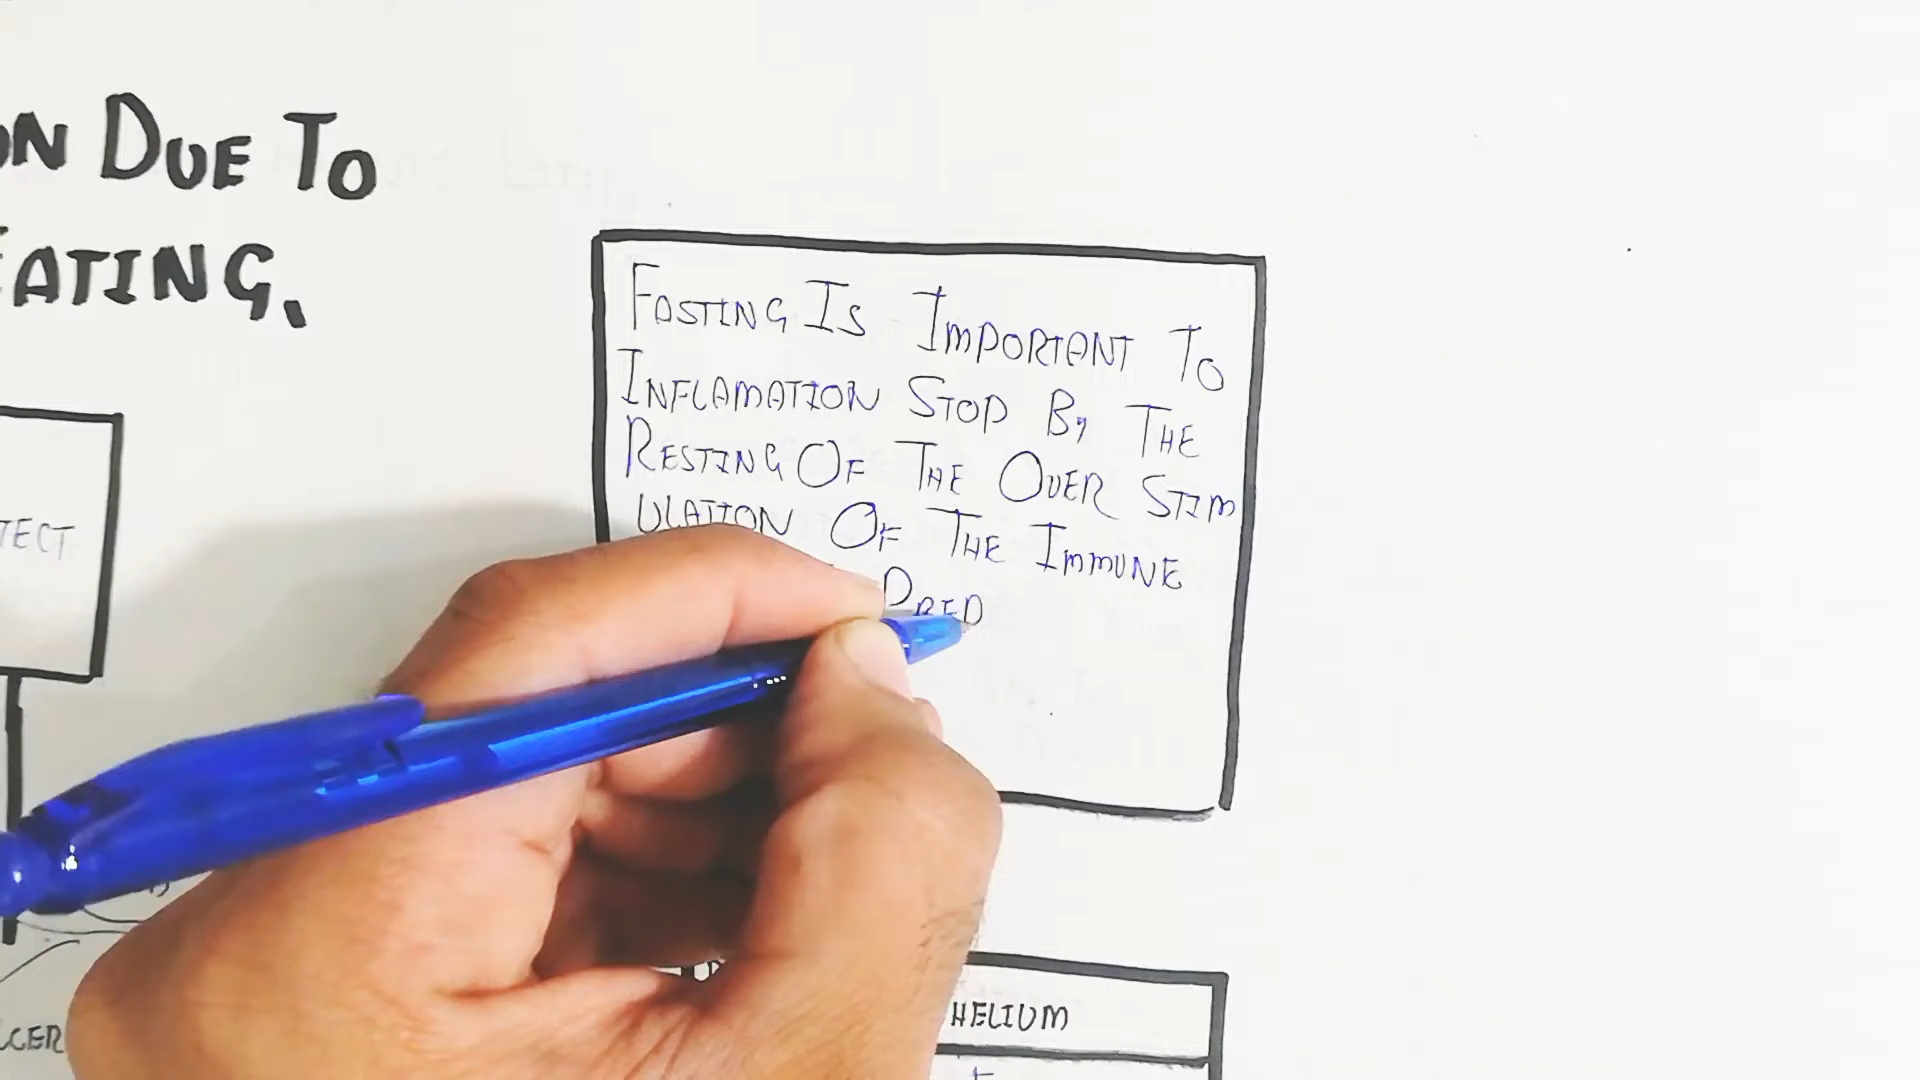 ON DUE TO
EATING.
FASTING IS IMPORTANT TO
INFLAMATION STOP BY THE
RESTING OF THE OVER STIM
ULATION OF THE IMMUNE
TECT
HELIUM